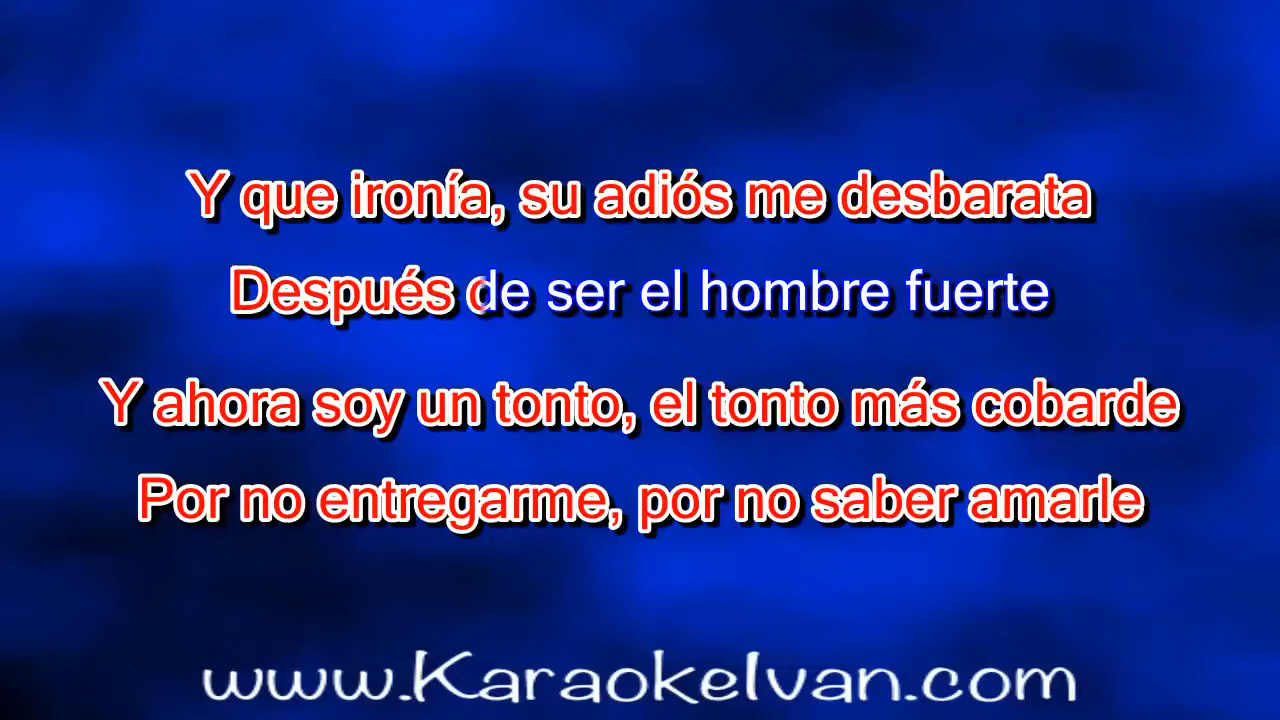 Y que ironía, su adiós me desbarata
Después de ser el hombre fuerte
Y ahora soy un tonto, el tonto más cobarde
Por no entregarme, por no saber amarle
www.KaraokeIvan.com